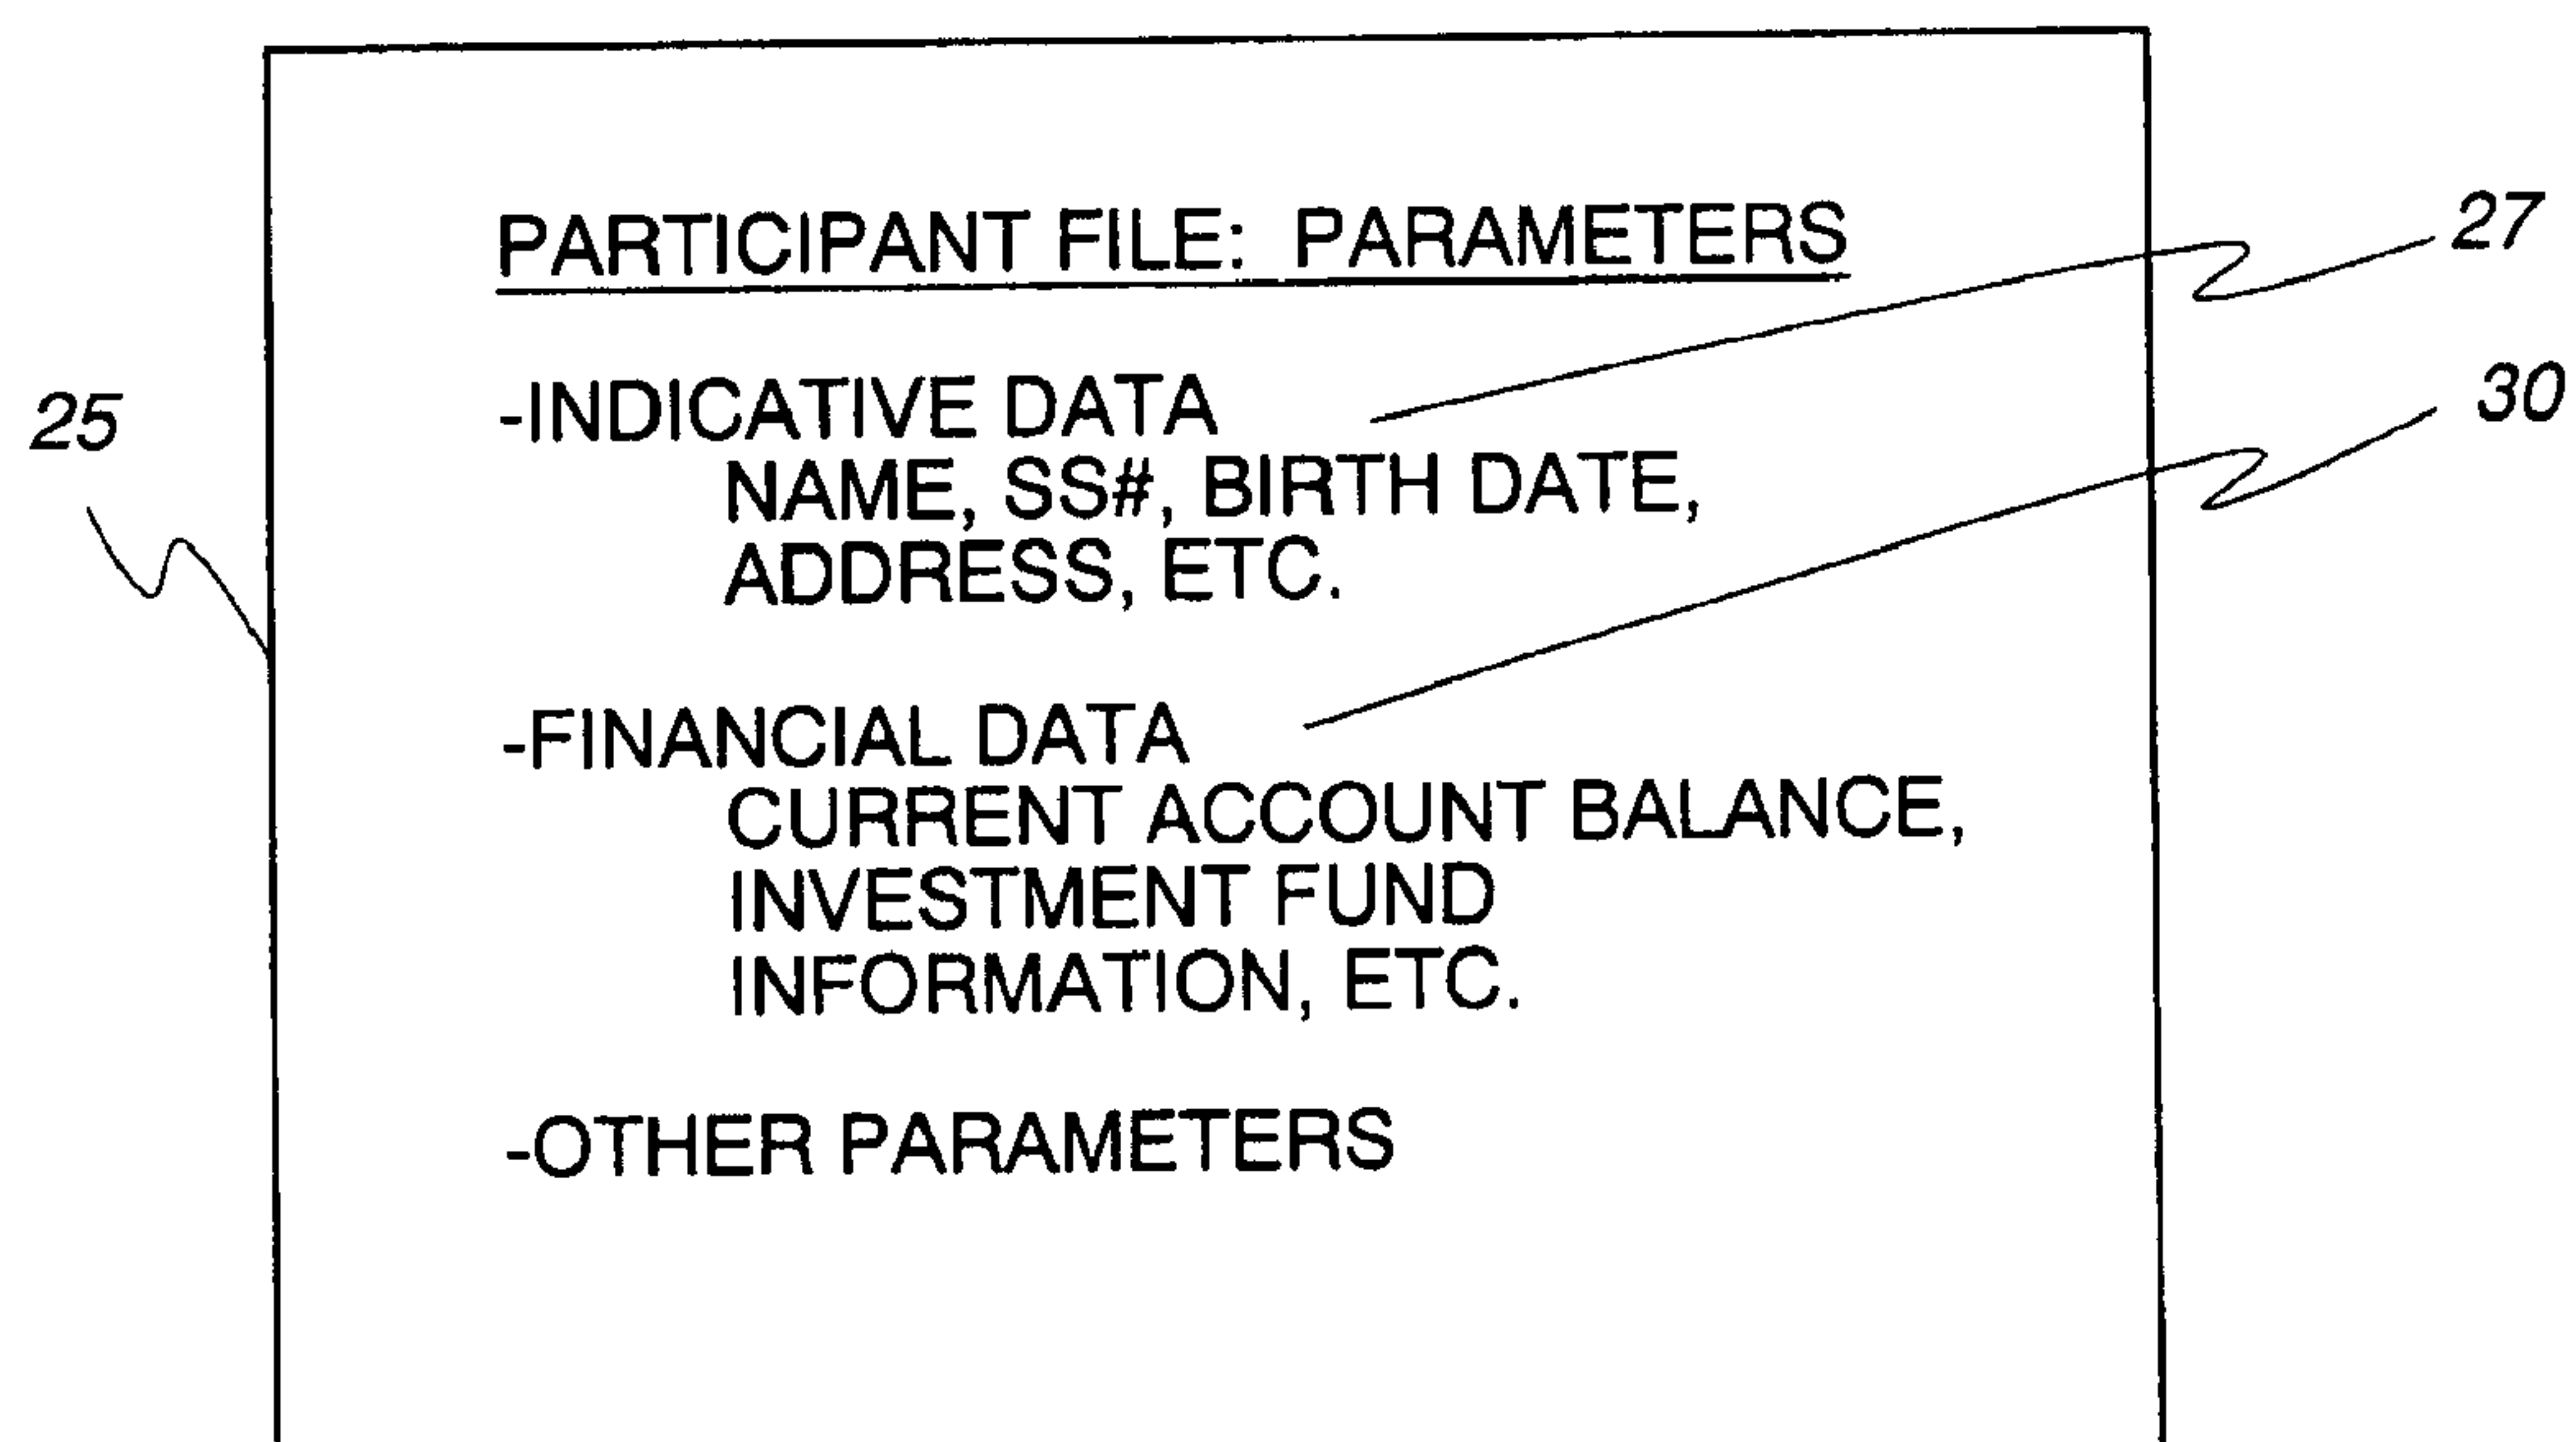 PARTICIPANT FILE: PARAMETERS
27
-INDICATIVE DATA
25
30
NAME, SS#, BIRTH DATE,
ADDRESS, ETC.
-FINANCIAL DATA
CURRENT ACCOUNT BALANCE,
INVESTMENT FUND
INFORMATION, ETC.
-OTHER PARAMETERS